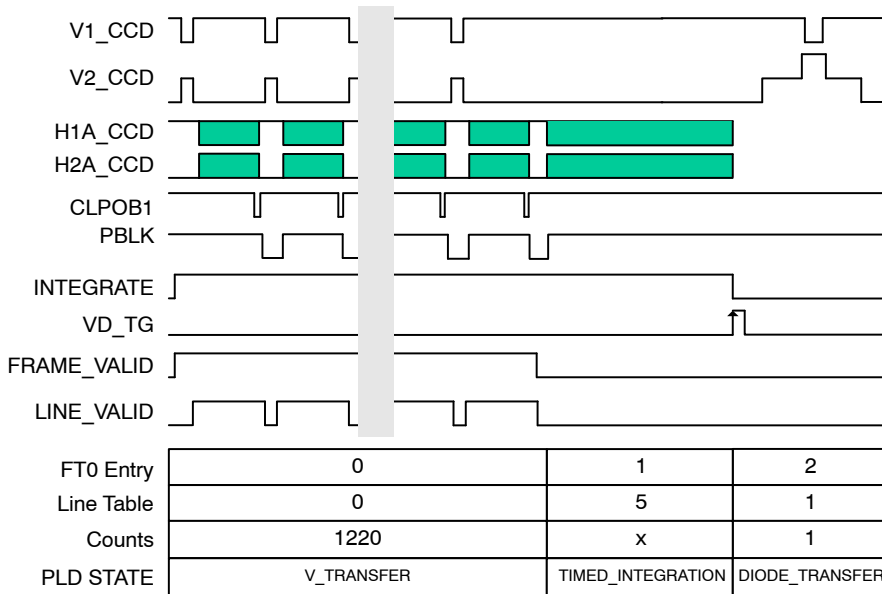 V1_CCD
V2_CCD
H1A_CCD
H2A_CCD
CLPOB1
PBLK
INTEGRATE
VD_TG
FRAME_VALID
LINE_VALID
FT0 Entry 0 1 2
Line Table 0 5 1
Counts 1220 x 1
PLD STATE V_TRANSFER TIMED_INTEGRATION DIODE_TRANSFER